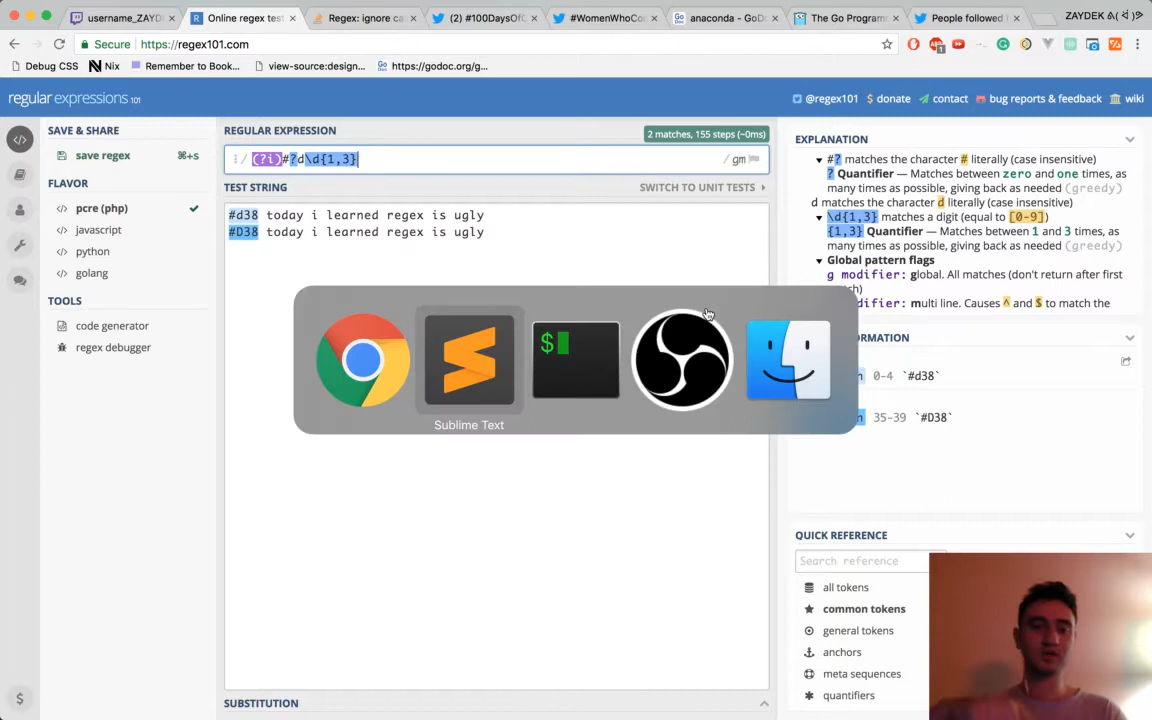 username_ZAYD
Online regex tes
Regex: ignore ca
(2) #100DaysOf
#WomenWhoCo
anaconda - GoD
The Go Program
People followed
ZAYDEK
Secure
https://regex101.com
Debug CSS
Nix
Remember to Book...
view-source:design...
https://godoc.org/g...
regular expressions 101
@regex101
$ donate
contact
bug reports & feedback
wiki
SAVE & SHARE
save regex
⌘+s
FLAVOR
</> pcre (php)
</> javascript
</> python
</> golang
TOOLS
code generator
regex debugger
REGULAR EXPRESSION
2 matches, 155 steps (~0ms)
/ (?i)#?d\d{1,3} / gm
TEST STRING
SWITCH TO UNIT TESTS
#d38 today i learned regex is ugly
#D38 today i learned regex is ugly
$
Sublime Text
SUBSTITUTION
EXPLANATION
#? matches the character # literally (case insensitive)
? Quantifier — Matches between zero and one times, as
many times as possible, giving back as needed (greedy)
d matches the character d literally (case insensitive)
\d{1,3} matches a digit (equal to [0-9])
{1,3} Quantifier — Matches between 1 and 3 times, as
many times as possible, giving back as needed (greedy)
Global pattern flags
g modifier: global. All matches (don't return after first
match)
difier: multi line. Causes ^ and $ to match the
ORMATION
0-4 `#d38`
35-39 `#D38`
QUICK REFERENCE
Search reference
all tokens
common tokens
general tokens
anchors
meta sequences
quantifiers
$